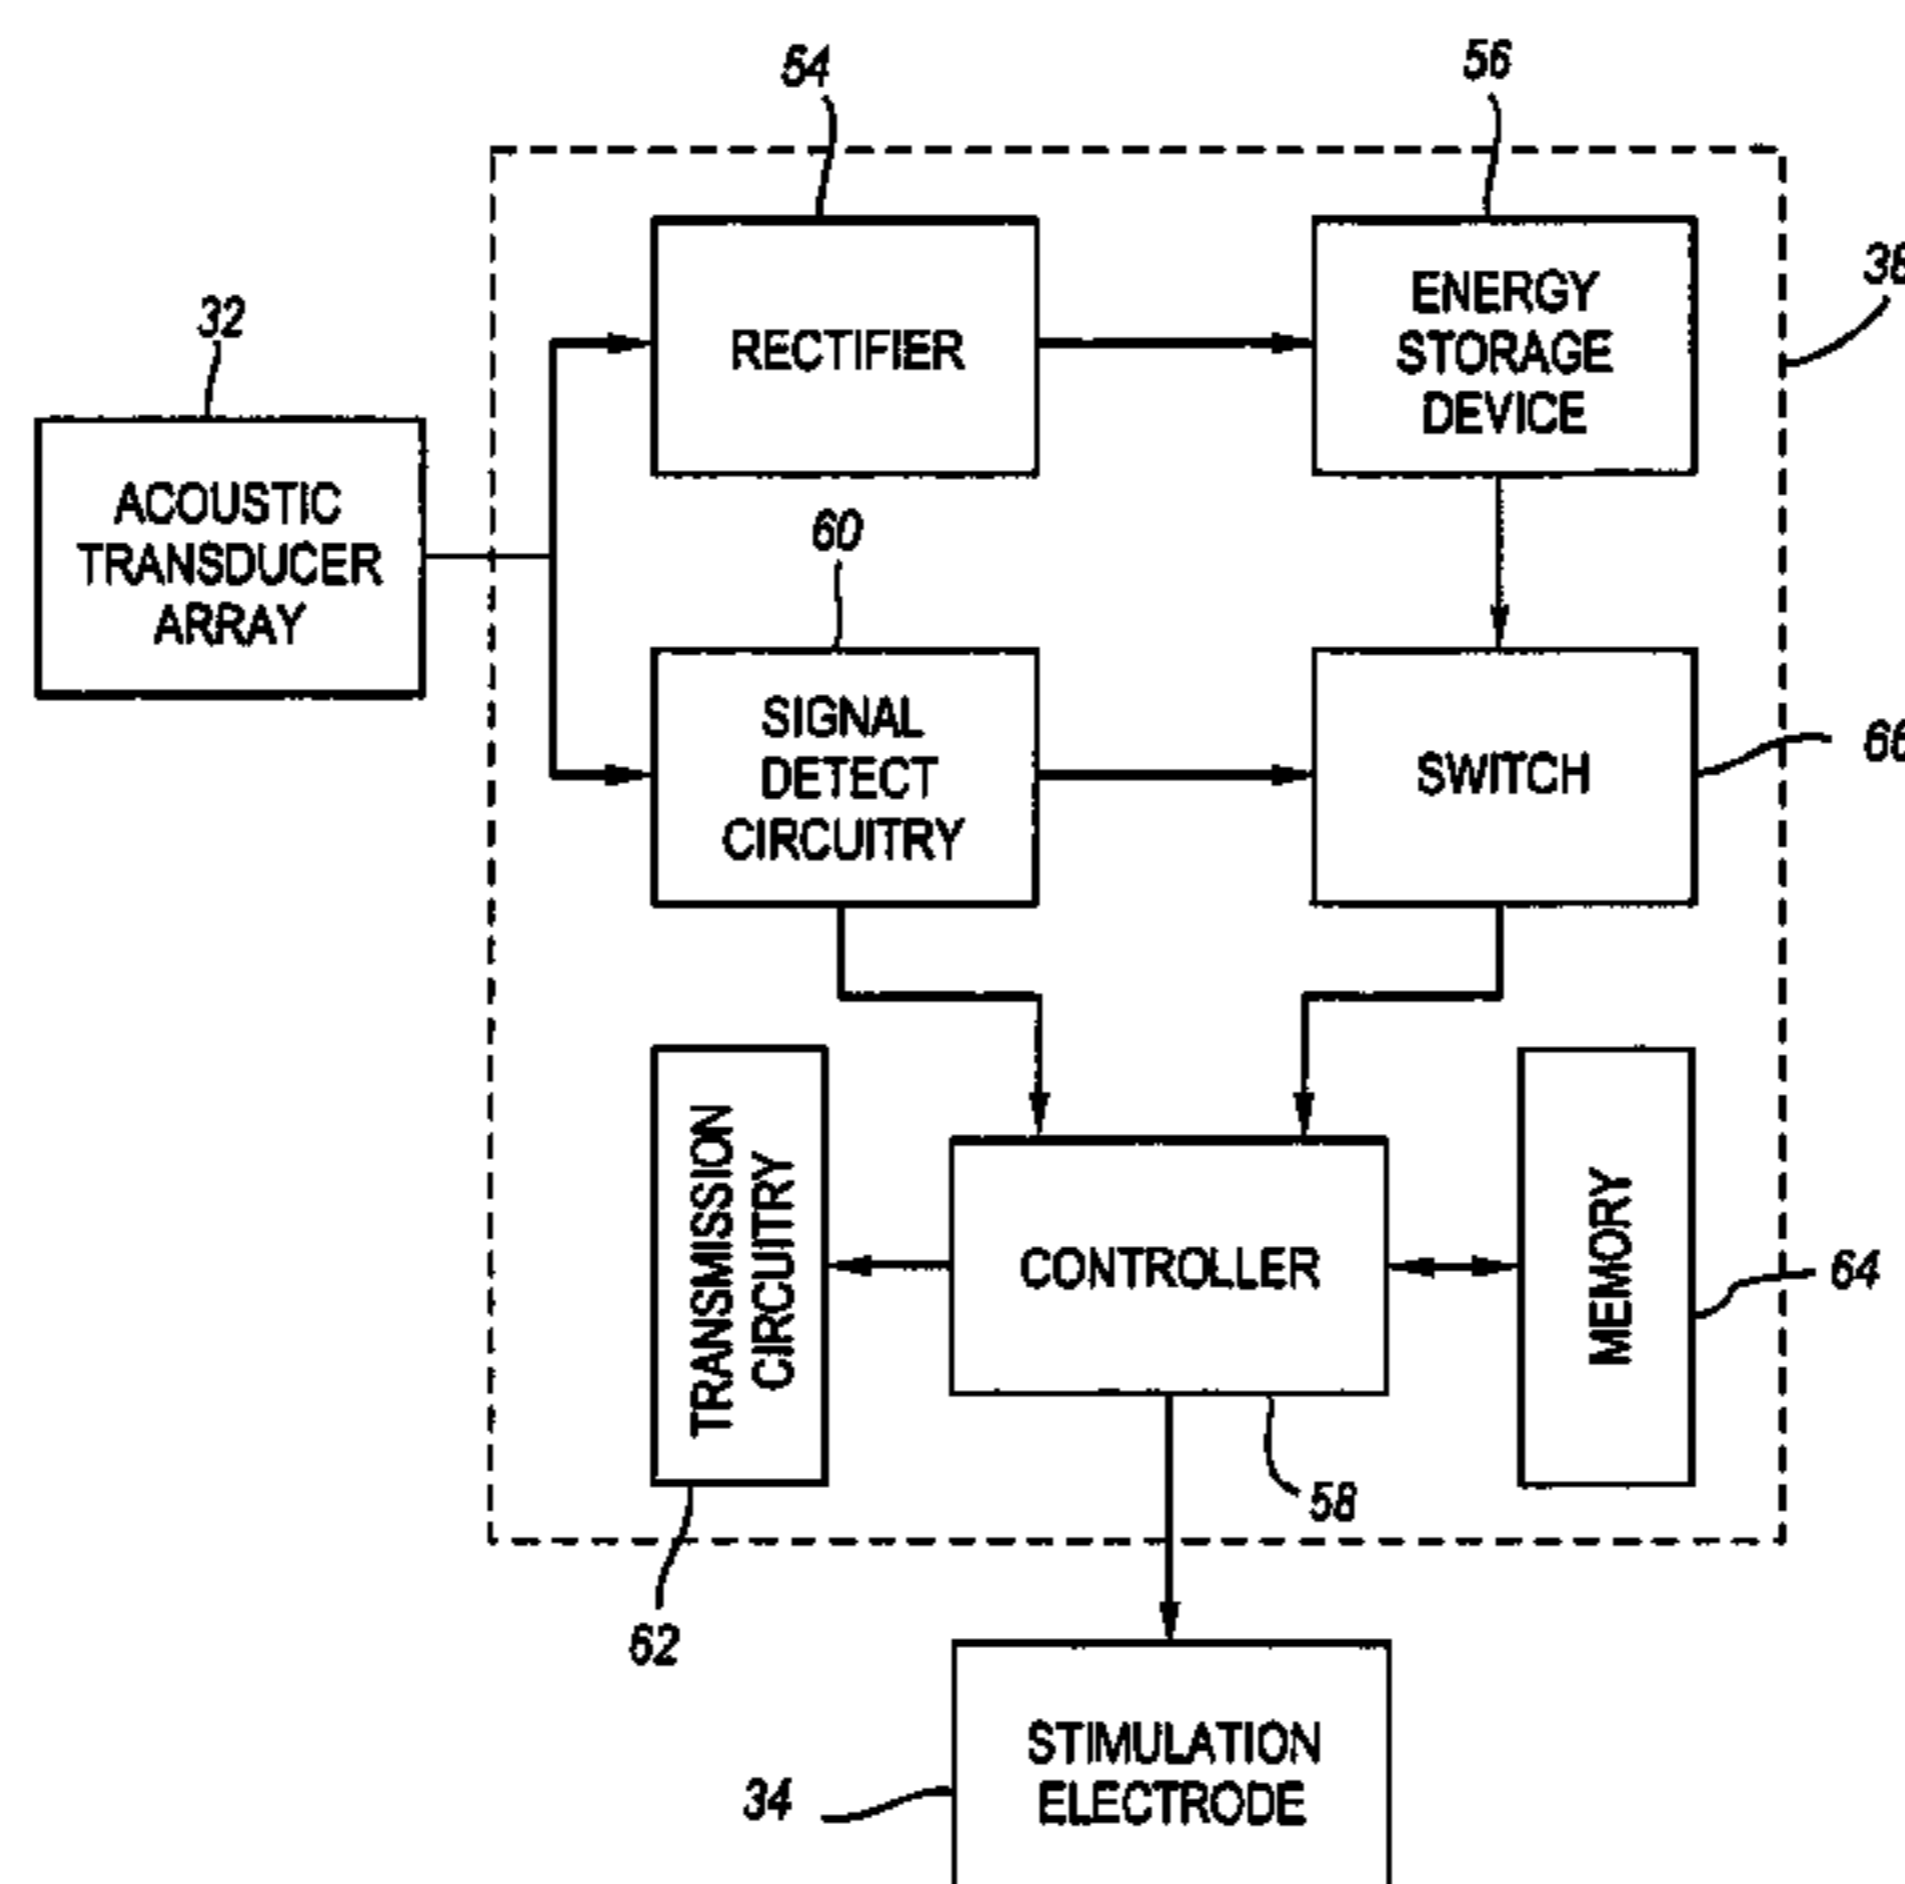 54
56
38
32
RECTIFIER
ENERGY
STORAGE
DEVICE
ACOUSTIC
TRANSDUCER
ARRAY
60
SIGNAL
DETECT
CIRCUITRY
SWITCH
66
TRANSMISSION
CIRCUITRY
CONTROLLER
MEMORY
64
58
62
STIMULATION
ELECTRODE
34